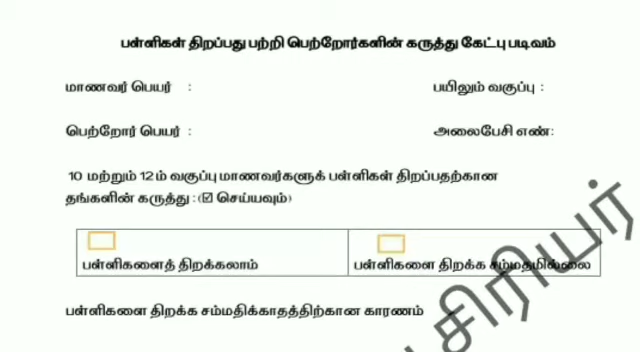 பள்ளிகள் திறப்பது பற்றி பெற்றோர்களின் கருத்து கேட்பு படிவம்
மாணவர் பெயர் : பயிலும் வகுப்பு :
பெற்றோர் பெயர் : அலைபேசி எண்:
10 மற்றும் 12 ம் வகுப்பு மாணவர்களுக் பள்ளிகள் திறப்பதற்கான
தங்களின் கருத்து : (☑ செய்யவும்)
பள்ளிகளைத் திறக்கலாம் பள்ளிகளை திறக்க சம்மதமில்லை
பள்ளிகளை திறக்க சம்மதிக்காதத்திற்கான காரணம்
சிரியர்